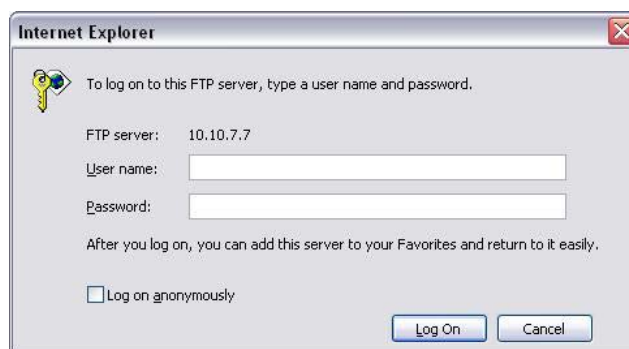 Internet Explorer
To log on to this FTP server, type a user name and password.
FTP server: 10.10.7.7
User name:
Password:
After you log on, you can add this server to your Favorites and return to it easily.
Log on anonymously
Log On Cancel